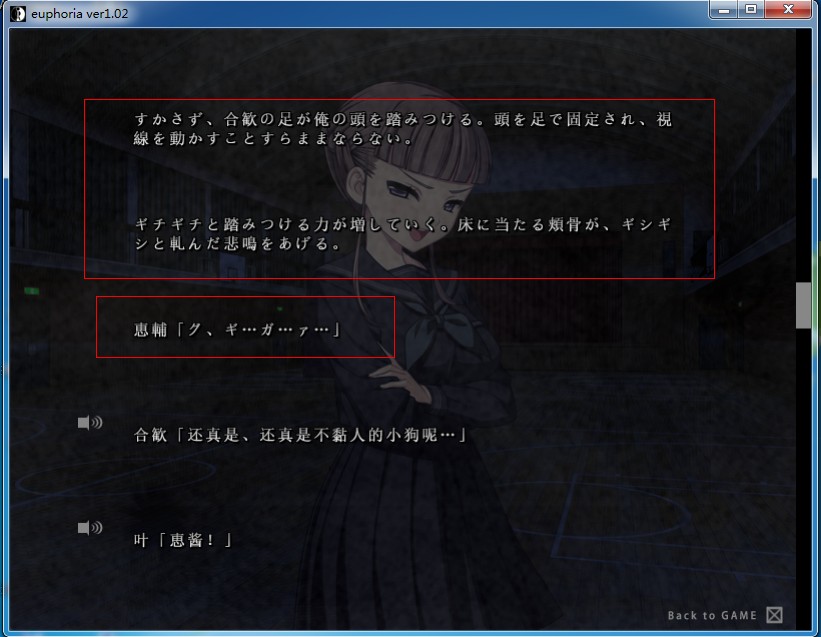 euphoria ver1.02
すかさず、合歓の足が俺の頭を踏みつける。頭を足で固定され、視
線を動かすことすらままならない。
ギチギチと踏みつける力が増していく。床に当たる頬骨が、ギシギ
シと軋んだ悲鳴をあげる。
恵輔「グ、ギ…ガ…ァ…」
合歓「还真是、还真是不黏人的小狗呢…」
叶「恵酱！」
Back to GAME